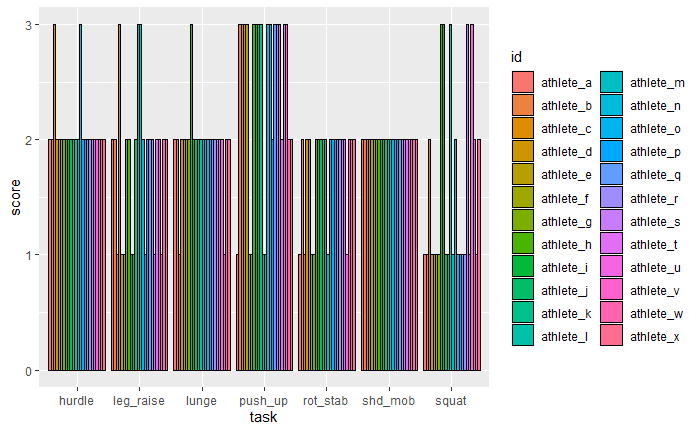 3
2
1
0
score
hurdle leg_raise lunge push_up rot_stab shd_mob squat
task
id
athlete_a athlete_m
athlete_b athlete_n
athlete_c athlete_o
athlete_d athlete_p
athlete_e athlete_q
athlete_f athlete_r
athlete_g athlete_s
athlete_h athlete_t
athlete_i athlete_u
athlete_j athlete_v
athlete_k athlete_w
athlete_l athlete_x